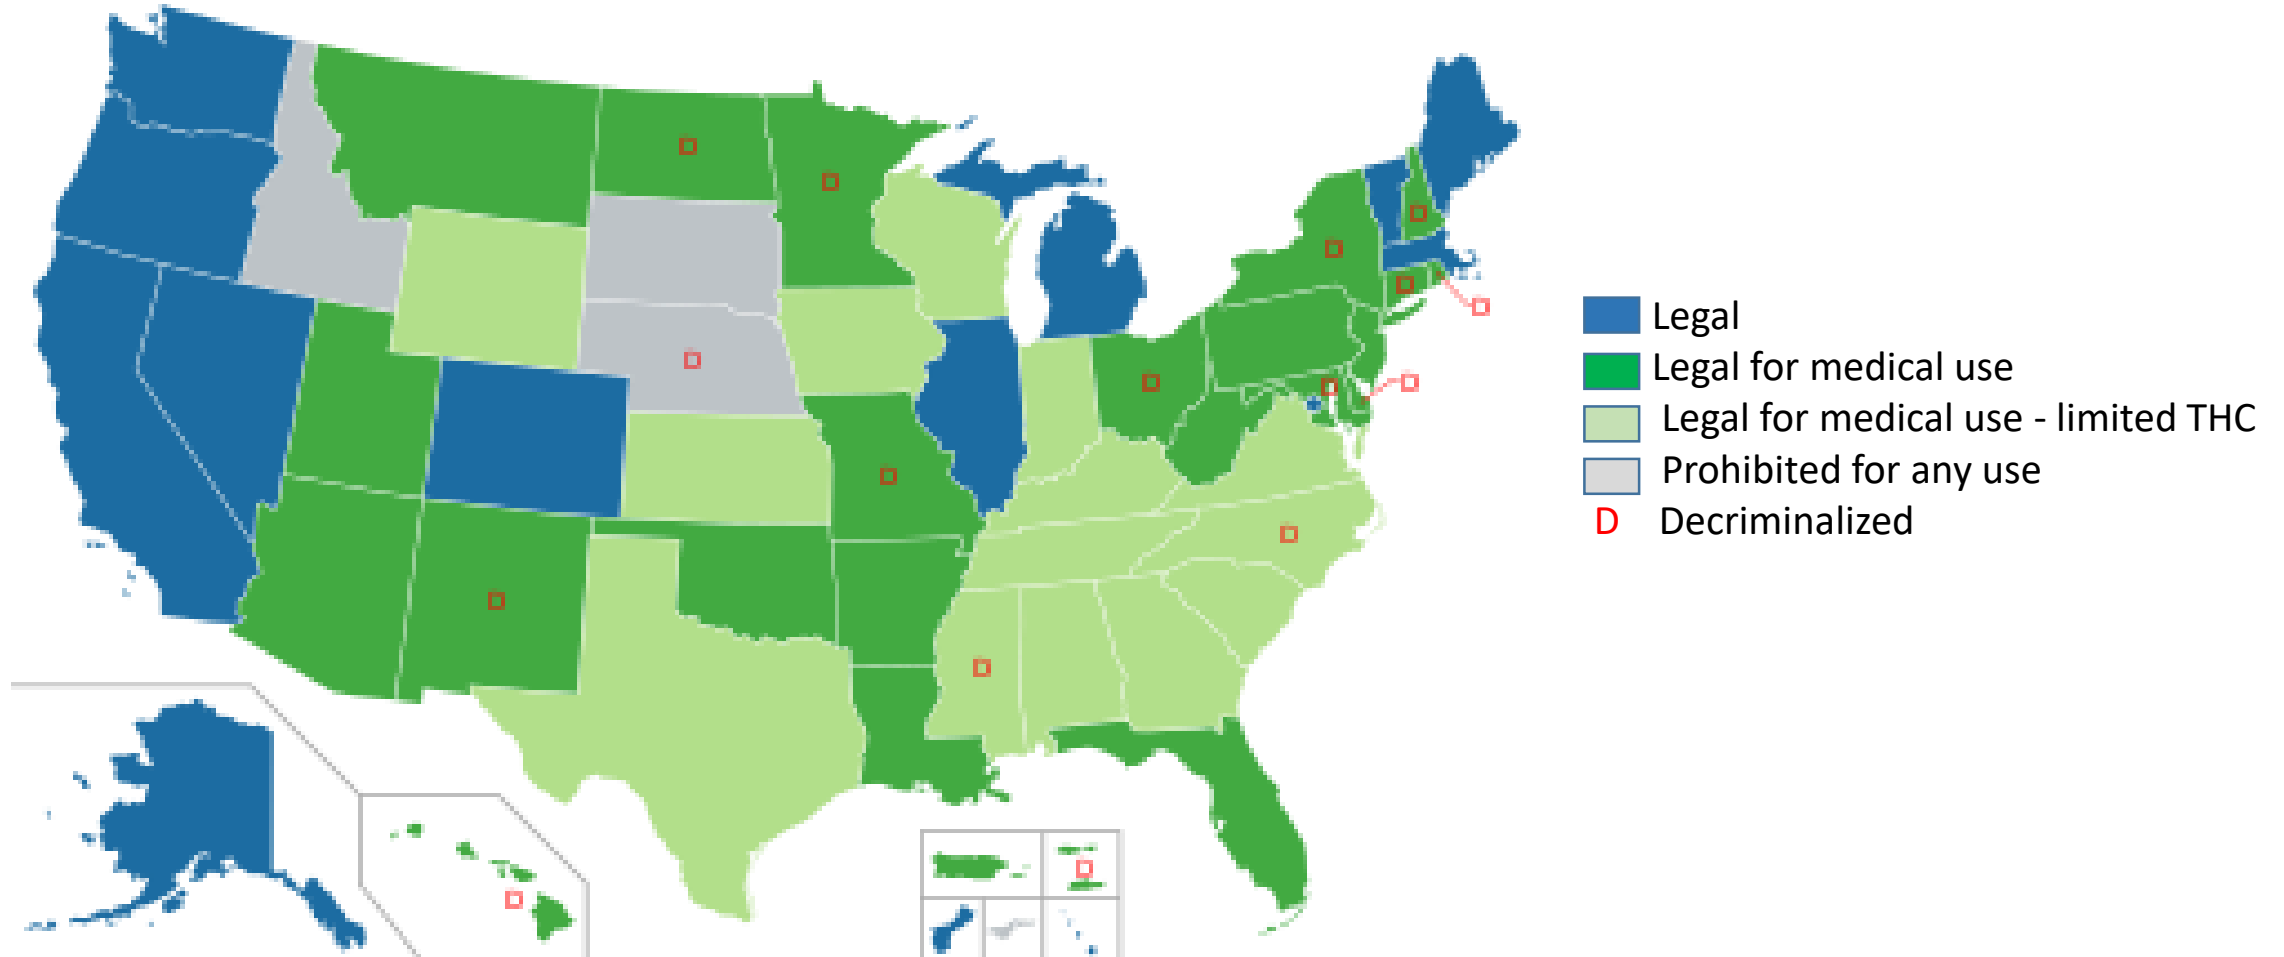 Legal
Legal for medical use
Legal for medical use - limited THC
Prohibited for any use
D Decriminalized